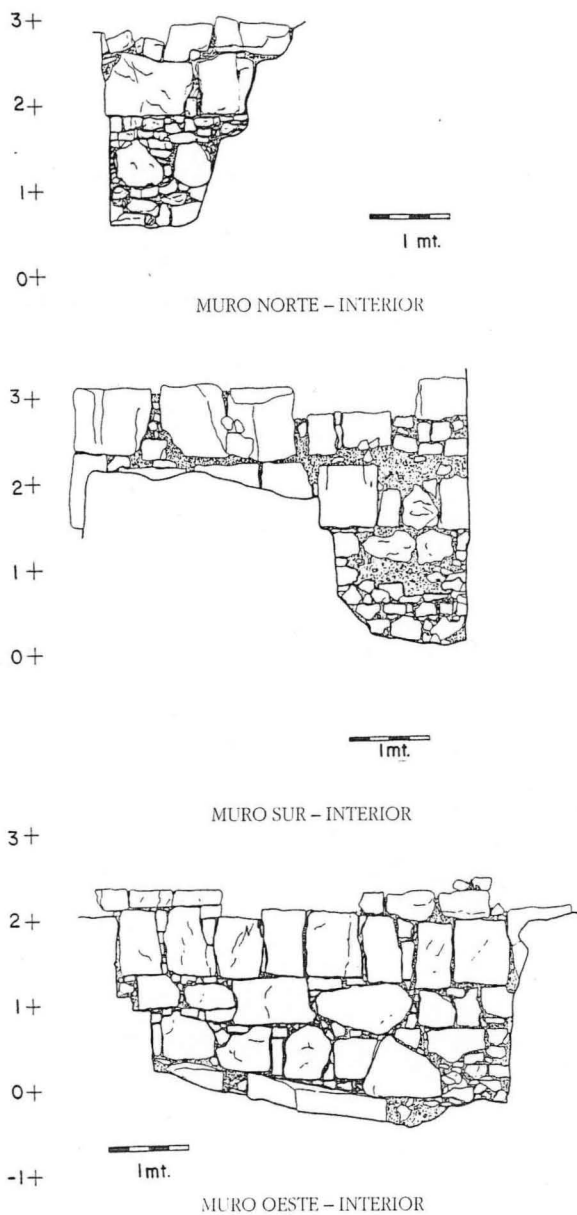 3+
2+
1+
1 mt.
0+
MURO NORTE – INTERIOR
3+
2+
1+
0+
1mt.
MURO SUR – INTERIOR
3+
2+
1+
0+
1mt.
-1+
MURO OESTE – INTERIOR